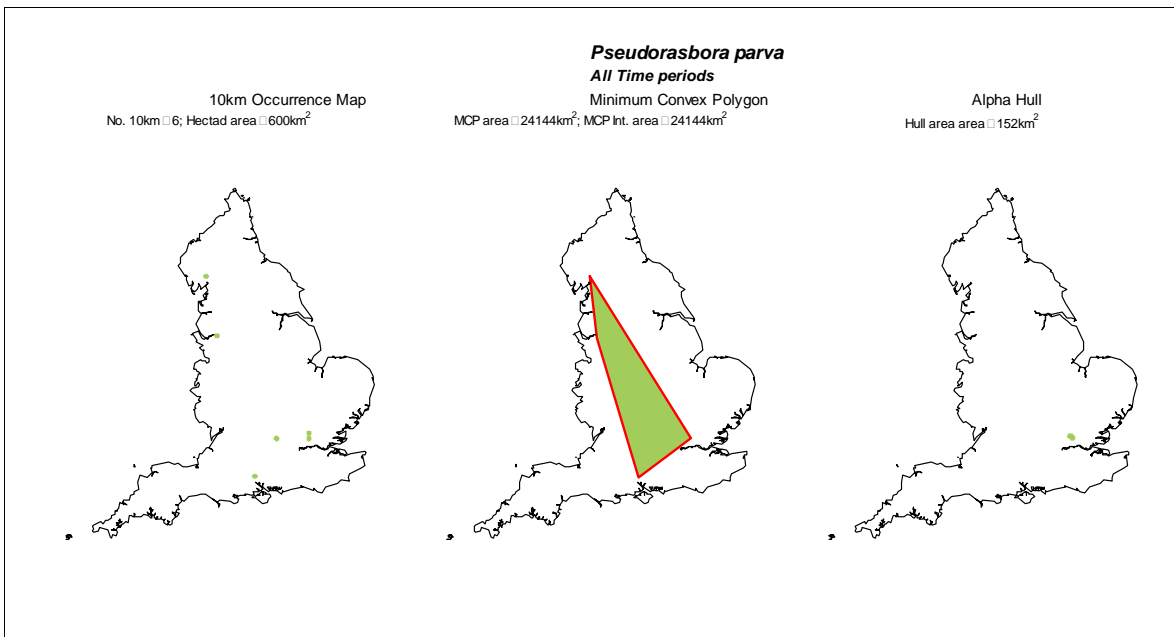 Pseudorasbora parva
All Time periods
10km Occurrence Map
No. 10km □ 6; Hectad area □ 600km²
Minimum Convex Polygon
MCP area □ 24144km²; MCP Int. area □ 24144km²
Alpha Hull
Hull area area □ 152km²